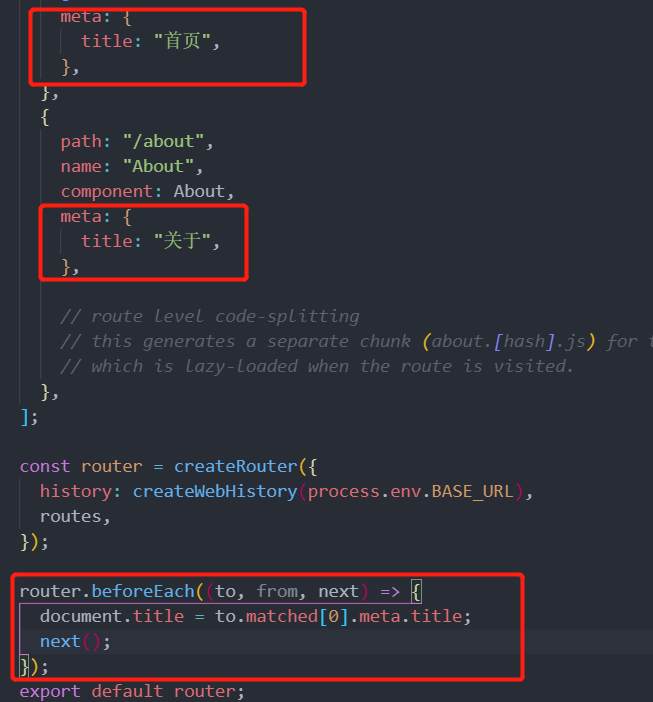 meta: {
title: "首页",
},
},
{
path: "/about",
name: "About",
component: About,
meta: {
title: "关于",
},
// route level code-splitting
// this generates a separate chunk (about.[hash].js) for
// which is lazy-loaded when the route is visited.
},
];
const router = createRouter({
history: createWebHistory(process.env.BASE_URL),
routes,
});
router.beforeEach((to, from, next) => {
document.title = to.matched[0].meta.title;
next();
});
export default router;